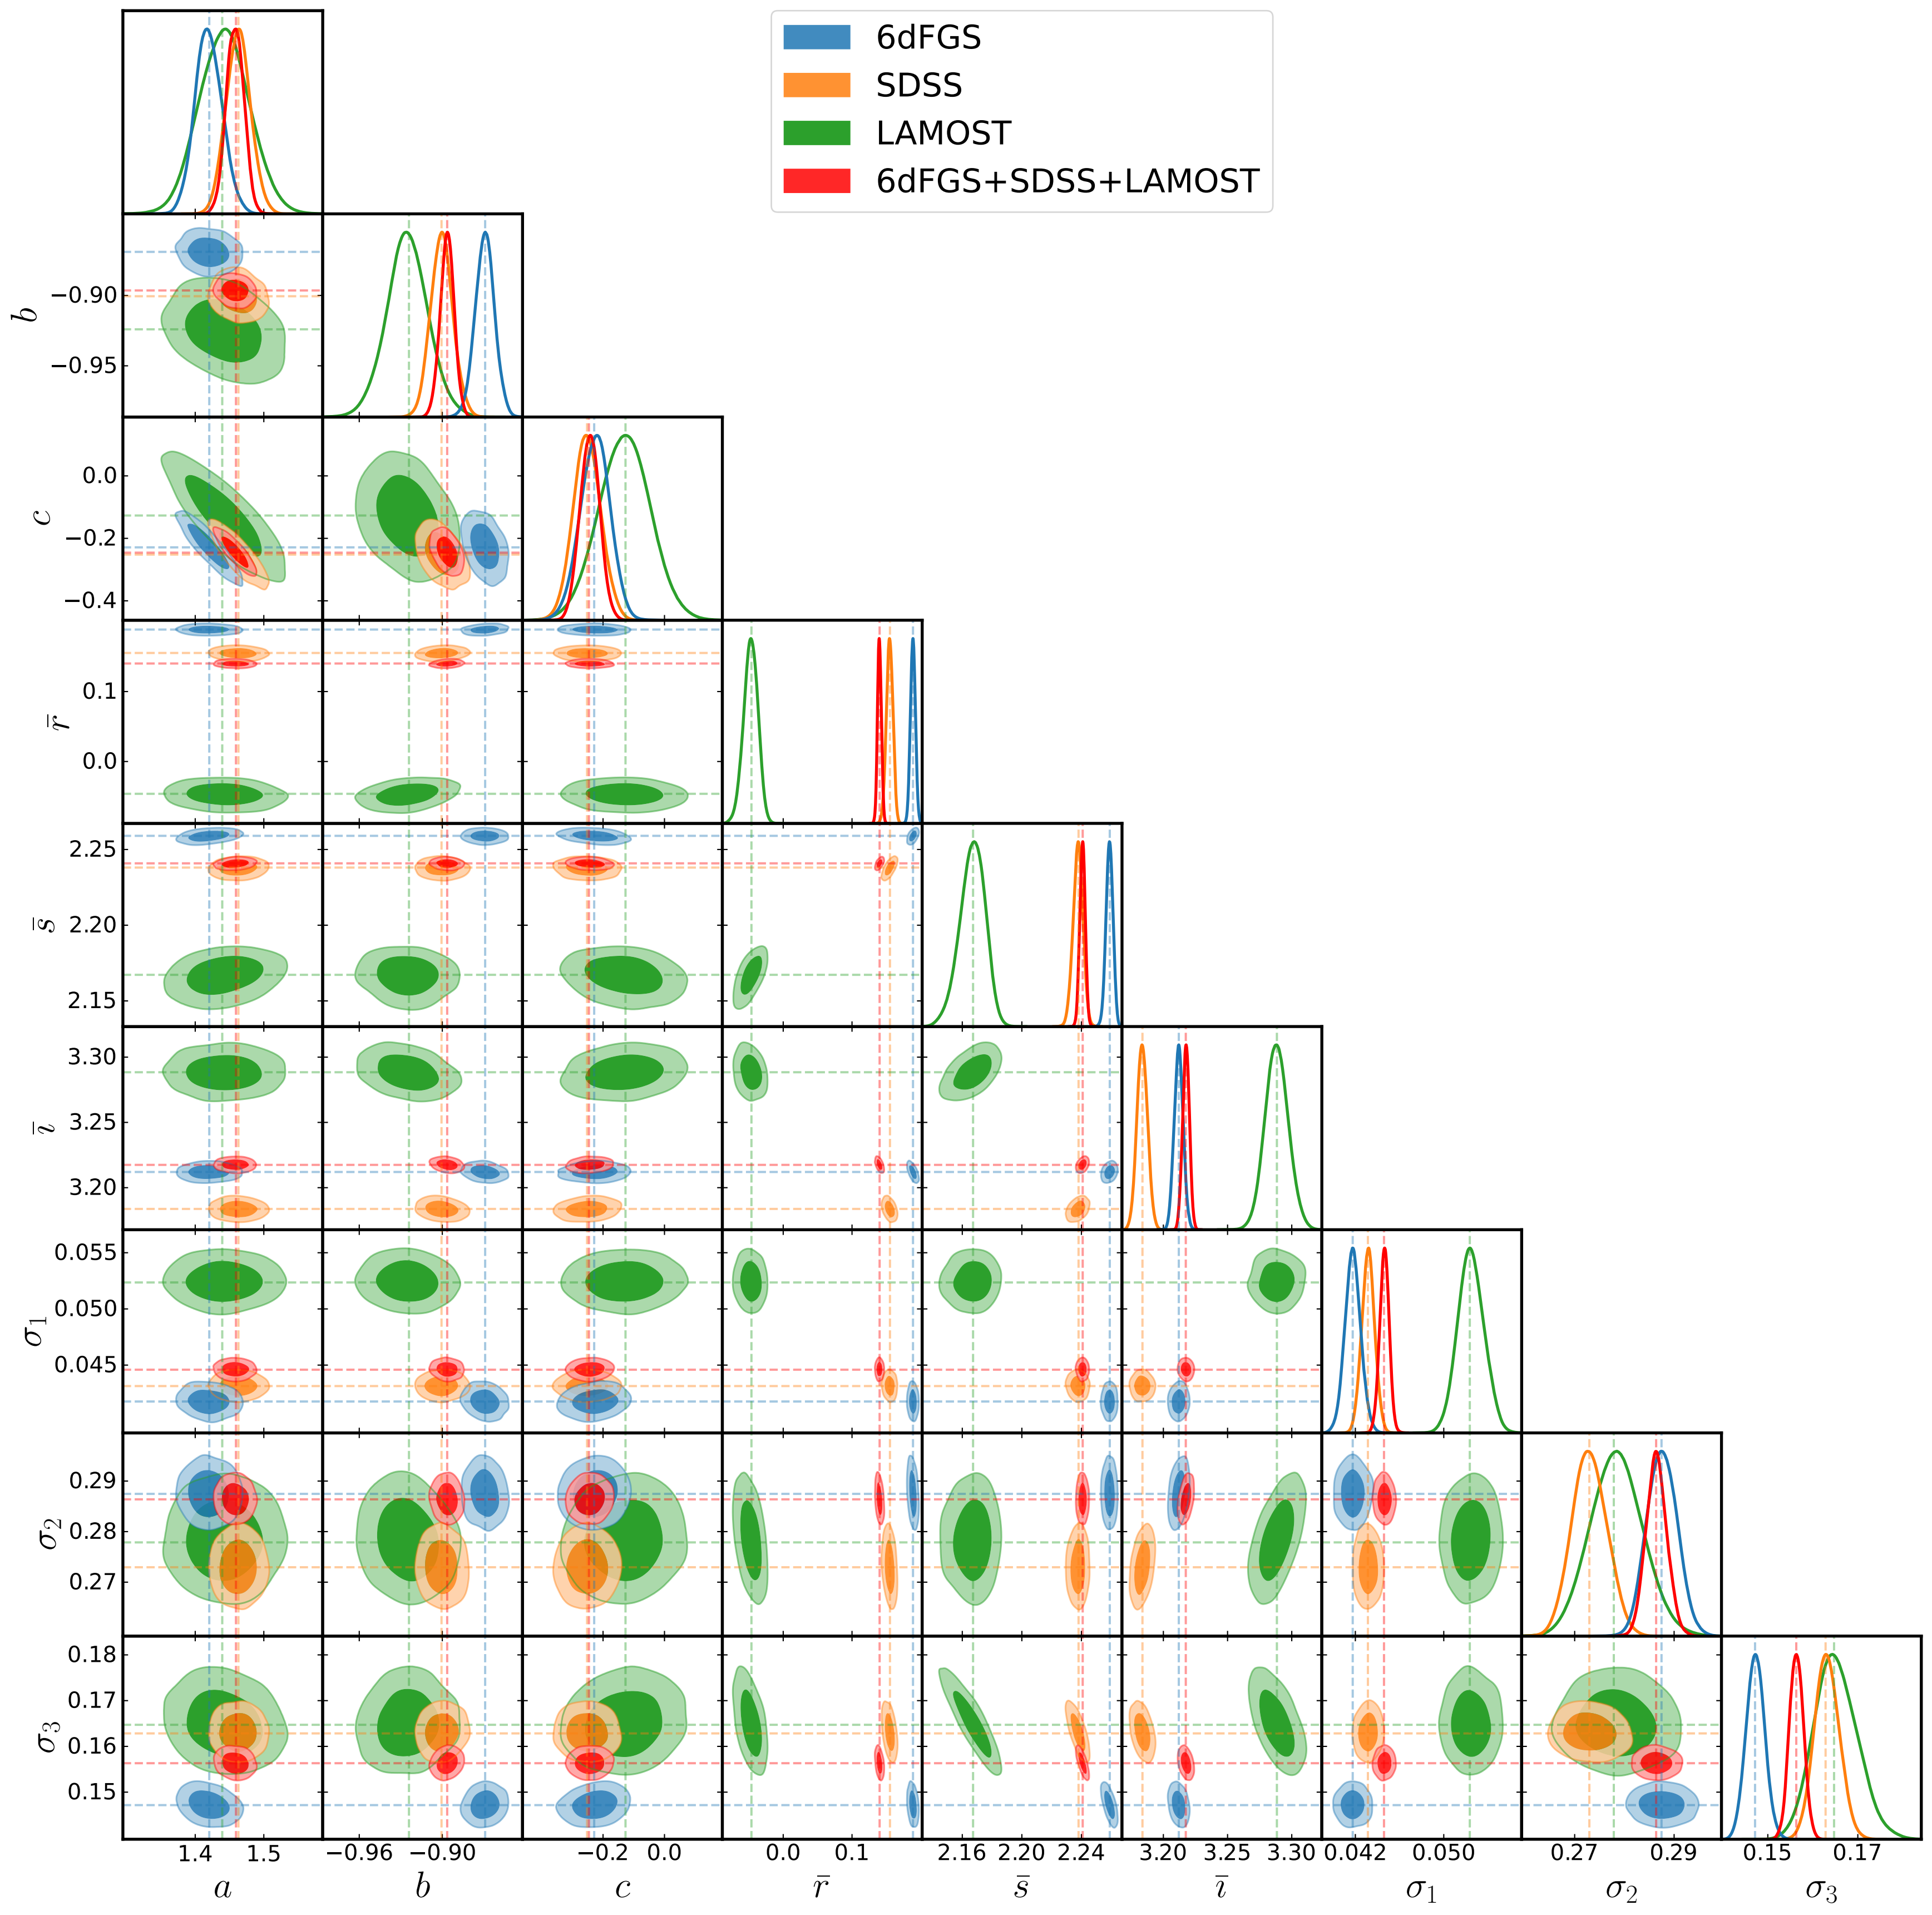 6dFGS
SDSS
LAMOST
6dFGS+SDSS+LAMOST
b
−0.90
−0.95
c
0.0
−0.2
−0.4
r̄
0.1
0.0
s̄
2.25
2.20
2.15
ı̄
3.30
3.25
3.20
σ₁
0.055
0.050
0.045
σ₂
0.29
0.28
0.27
σ₃
0.18
0.17
0.16
0.15
1.4 1.5 −0.96 −0.90 −0.2 0.0 0.0 0.1 2.16 2.20 2.24 3.20 3.25 3.30 0.042 0.050 0.27 0.29 0.15 0.17
a b c r̄ s̄ ı̄ σ₁ σ₂ σ₃